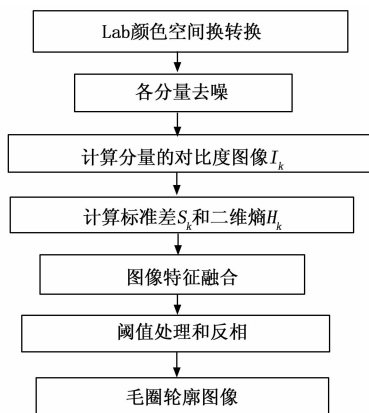 Lab颜色空间换转换
各分量去噪
计算分量的对比度图像I_k
计算标准差S_k和二维熵H_k
图像特征融合
阈值处理和反相
毛圈轮廓图像